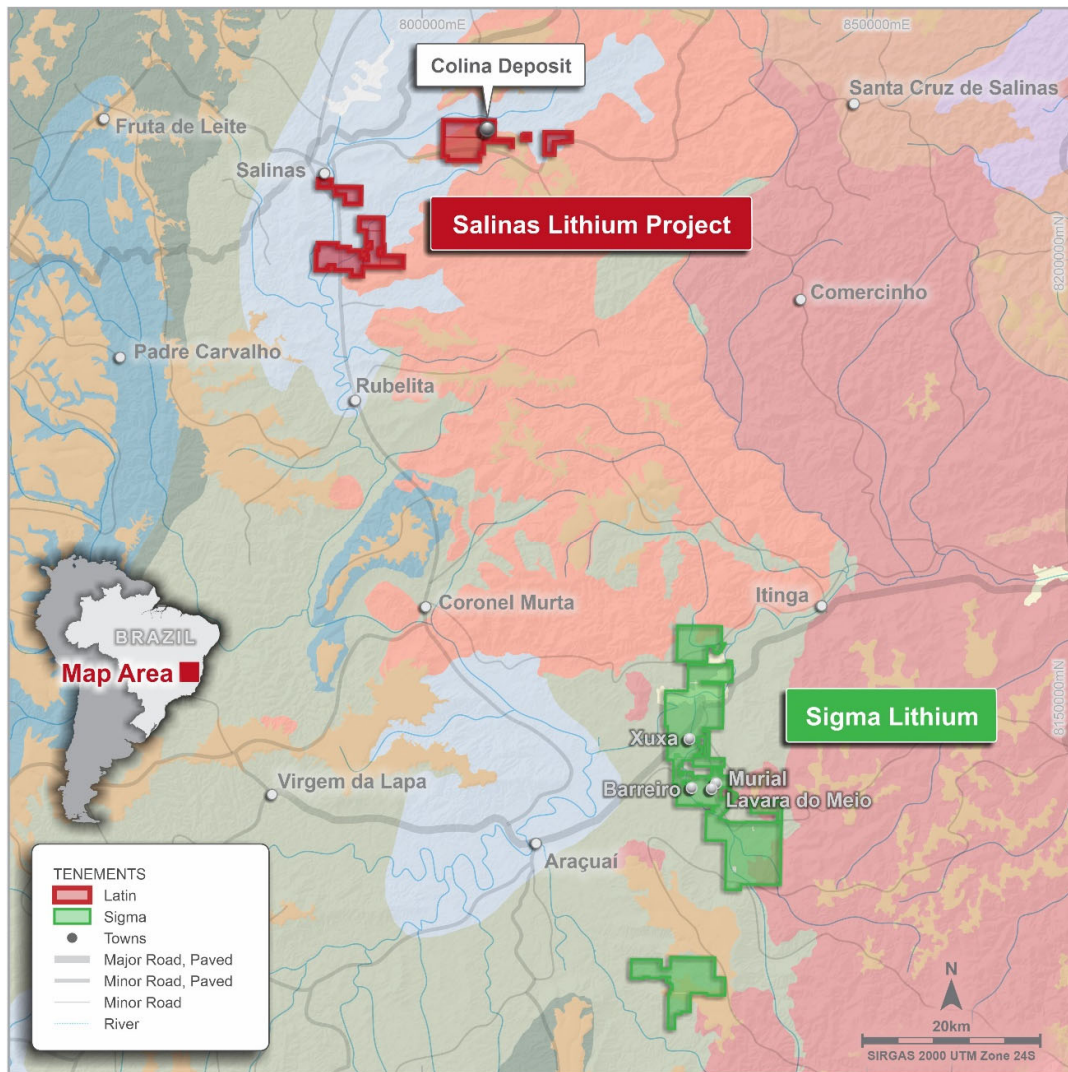 800000mE
850000mE
Colina Deposit
Santa Cruz de Salinas
Fruta de Leite
Salinas
Salinas Lithium Project
8200000mN
Comercinho
Padre Carvalho
Rubelita
Coronel Murta
Itinga
BRAZIL
Map Area
8150000mN
Sigma Lithium
Xuxa
Virgem da Lapa
Murial
Barreiro
Lavara do Meio
Araçuaí
TENEMENTS
Latin
Sigma
Towns
Major Road, Paved
Minor Road, Paved
Minor Road
River
N
20km
SIRGAS 2000 UTM Zone 24S